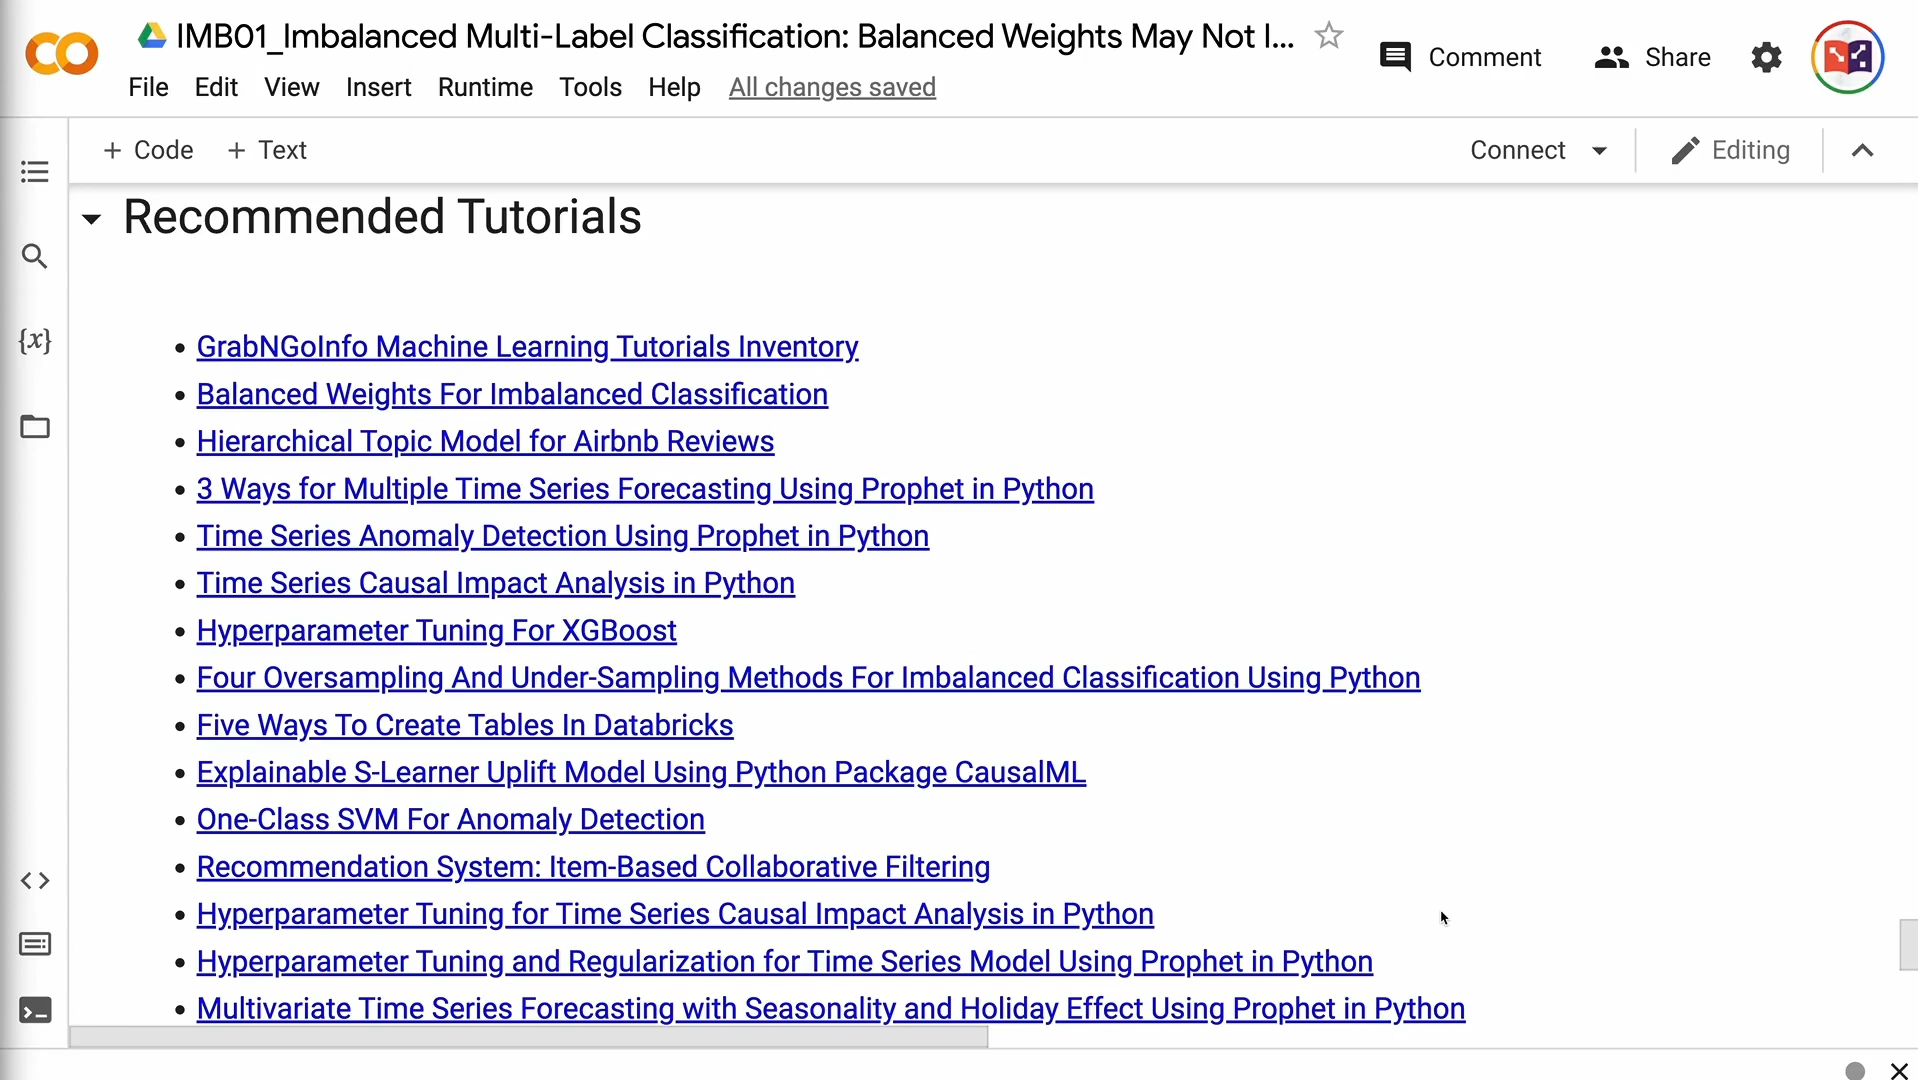 IMB01_Imbalanced Multi-Label Classification: Balanced Weights May Not I...
Comment
Share
File Edit View Insert Runtime Tools Help All changes saved
+ Code + Text
Connect
Editing
Recommended Tutorials
{x}
• GrabNGoInfo Machine Learning Tutorials Inventory
• Balanced Weights For Imbalanced Classification
• Hierarchical Topic Model for Airbnb Reviews
• 3 Ways for Multiple Time Series Forecasting Using Prophet in Python
• Time Series Anomaly Detection Using Prophet in Python
• Time Series Causal Impact Analysis in Python
• Hyperparameter Tuning For XGBoost
• Four Oversampling And Under-Sampling Methods For Imbalanced Classification Using Python
• Five Ways To Create Tables In Databricks
• Explainable S-Learner Uplift Model Using Python Package CausalML
• One-Class SVM For Anomaly Detection
• Recommendation System: Item-Based Collaborative Filtering
• Hyperparameter Tuning for Time Series Causal Impact Analysis in Python
• Hyperparameter Tuning and Regularization for Time Series Model Using Prophet in Python
• Multivariate Time Series Forecasting with Seasonality and Holiday Effect Using Prophet in Python